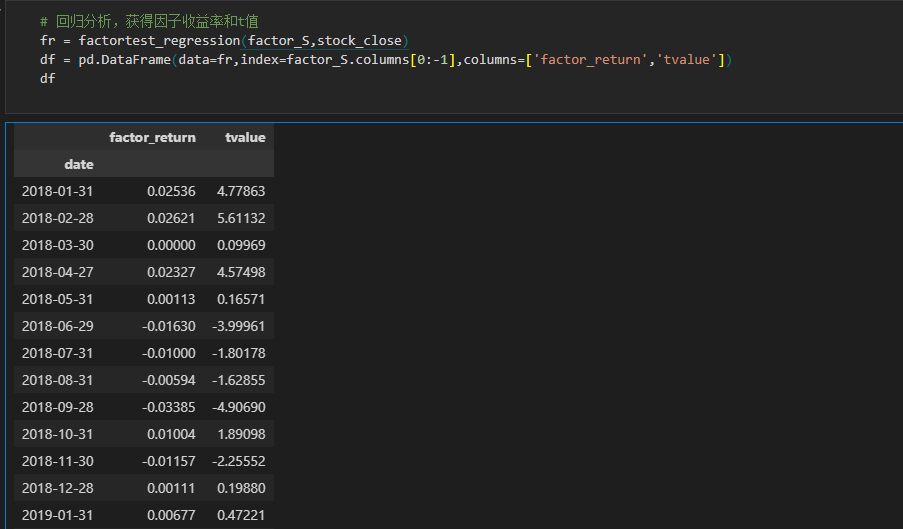 # 回归分析，获得因子收益率和t值
fr = factortest_regression(factor_S,stock_close)
df = pd.DataFrame(data=fr,index=factor_S.columns[0:-1],columns=['factor_return','tvalue'])
df
factor_return tvalue
date
2018-01-31 0.02536 4.77863
2018-02-28 0.02621 5.61132
2018-03-30 0.00000 0.09969
2018-04-27 0.02327 4.57498
2018-05-31 0.00113 0.16571
2018-06-29 -0.01630 -3.99961
2018-07-31 -0.01000 -1.80178
2018-08-31 -0.00594 -1.62855
2018-09-28 -0.03385 -4.90690
2018-10-31 0.01004 1.89098
2018-11-30 -0.01157 -2.25552
2018-12-28 0.00111 0.19880
2019-01-31 0.00677 0.47221